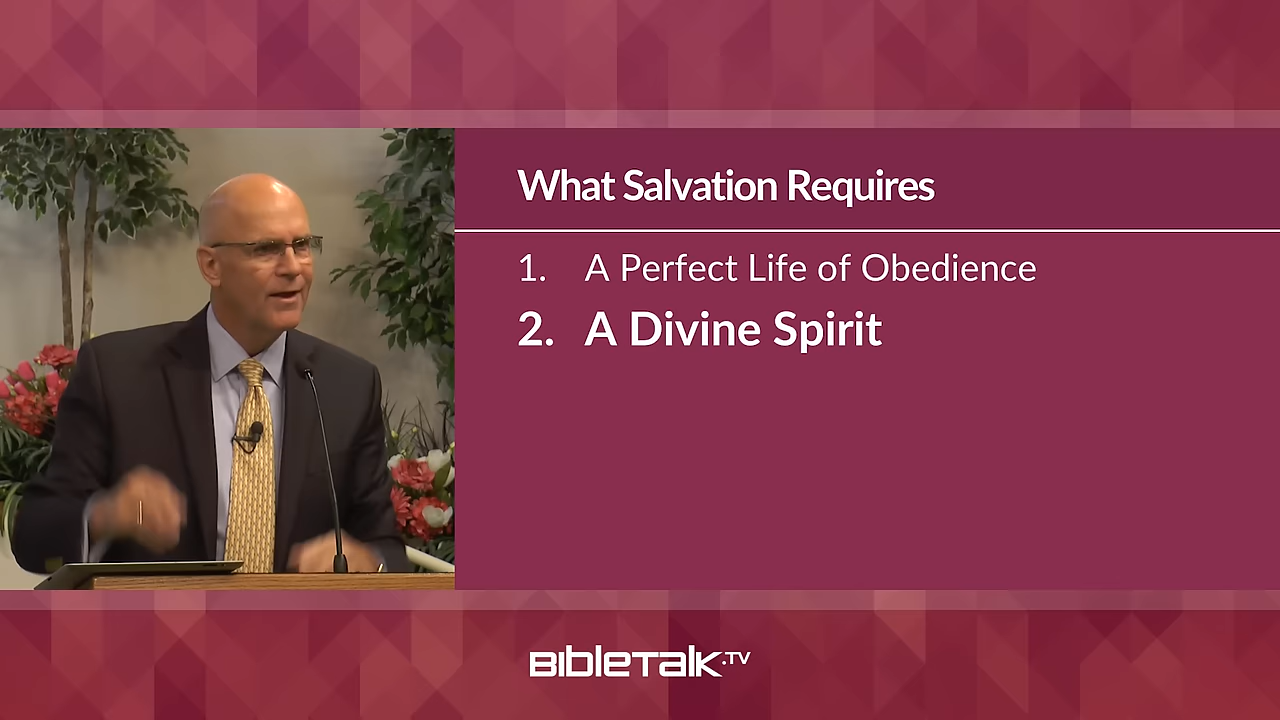 What Salvation Requires
1. A Perfect Life of Obedience
2. A Divine Spirit
BIBLETALK.TV